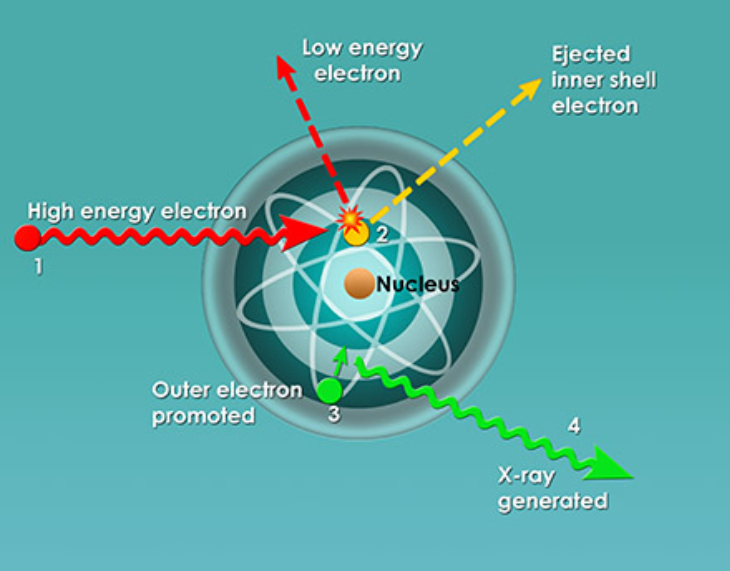 Low energy
electron
Ejected
inner shell
electron
High energy electron
1
2
Nucleus
Outer electron
promoted
3
4
X-ray
generated